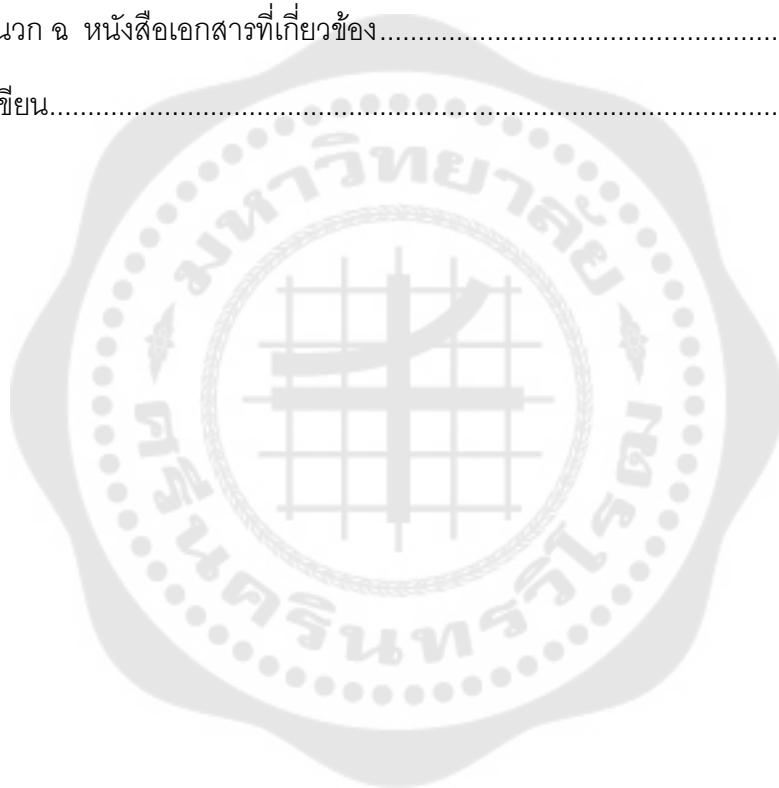 นวก ฉ หนังสือเอกสารที่เกี่ยวข้อง................................................
ขียน................................................................................................
มหาวิทยาลัย
ศรีนครินทรวิโรฒ